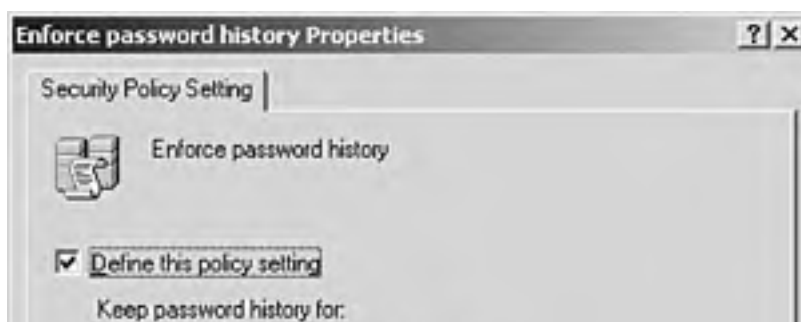 Enforce password history Properties
Security Policy Setting
Enforce password history
Define this policy setting
Keep password history for: